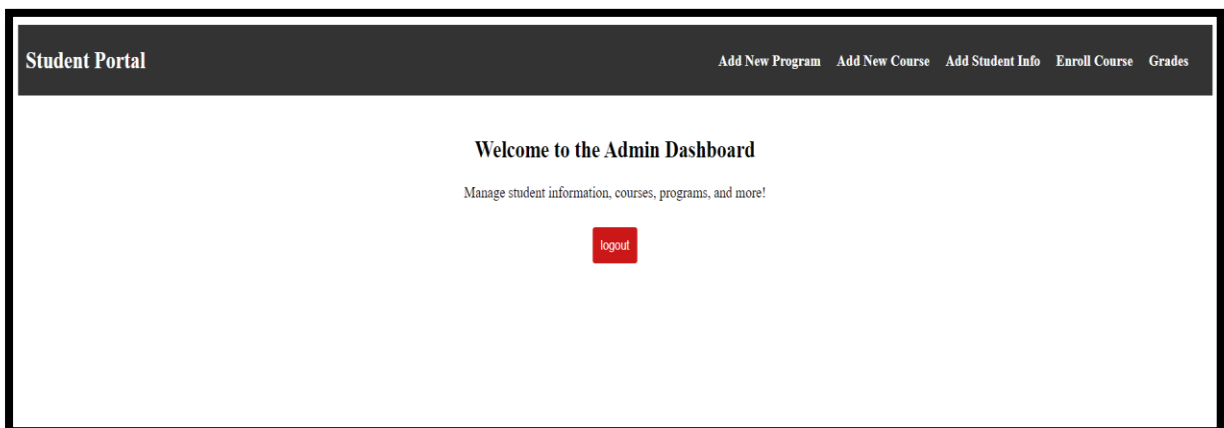 Student Portal
Add New Program Add New Course Add Student Info Enroll Course Grades
Welcome to the Admin Dashboard
Manage student information, courses, programs, and more!
logout